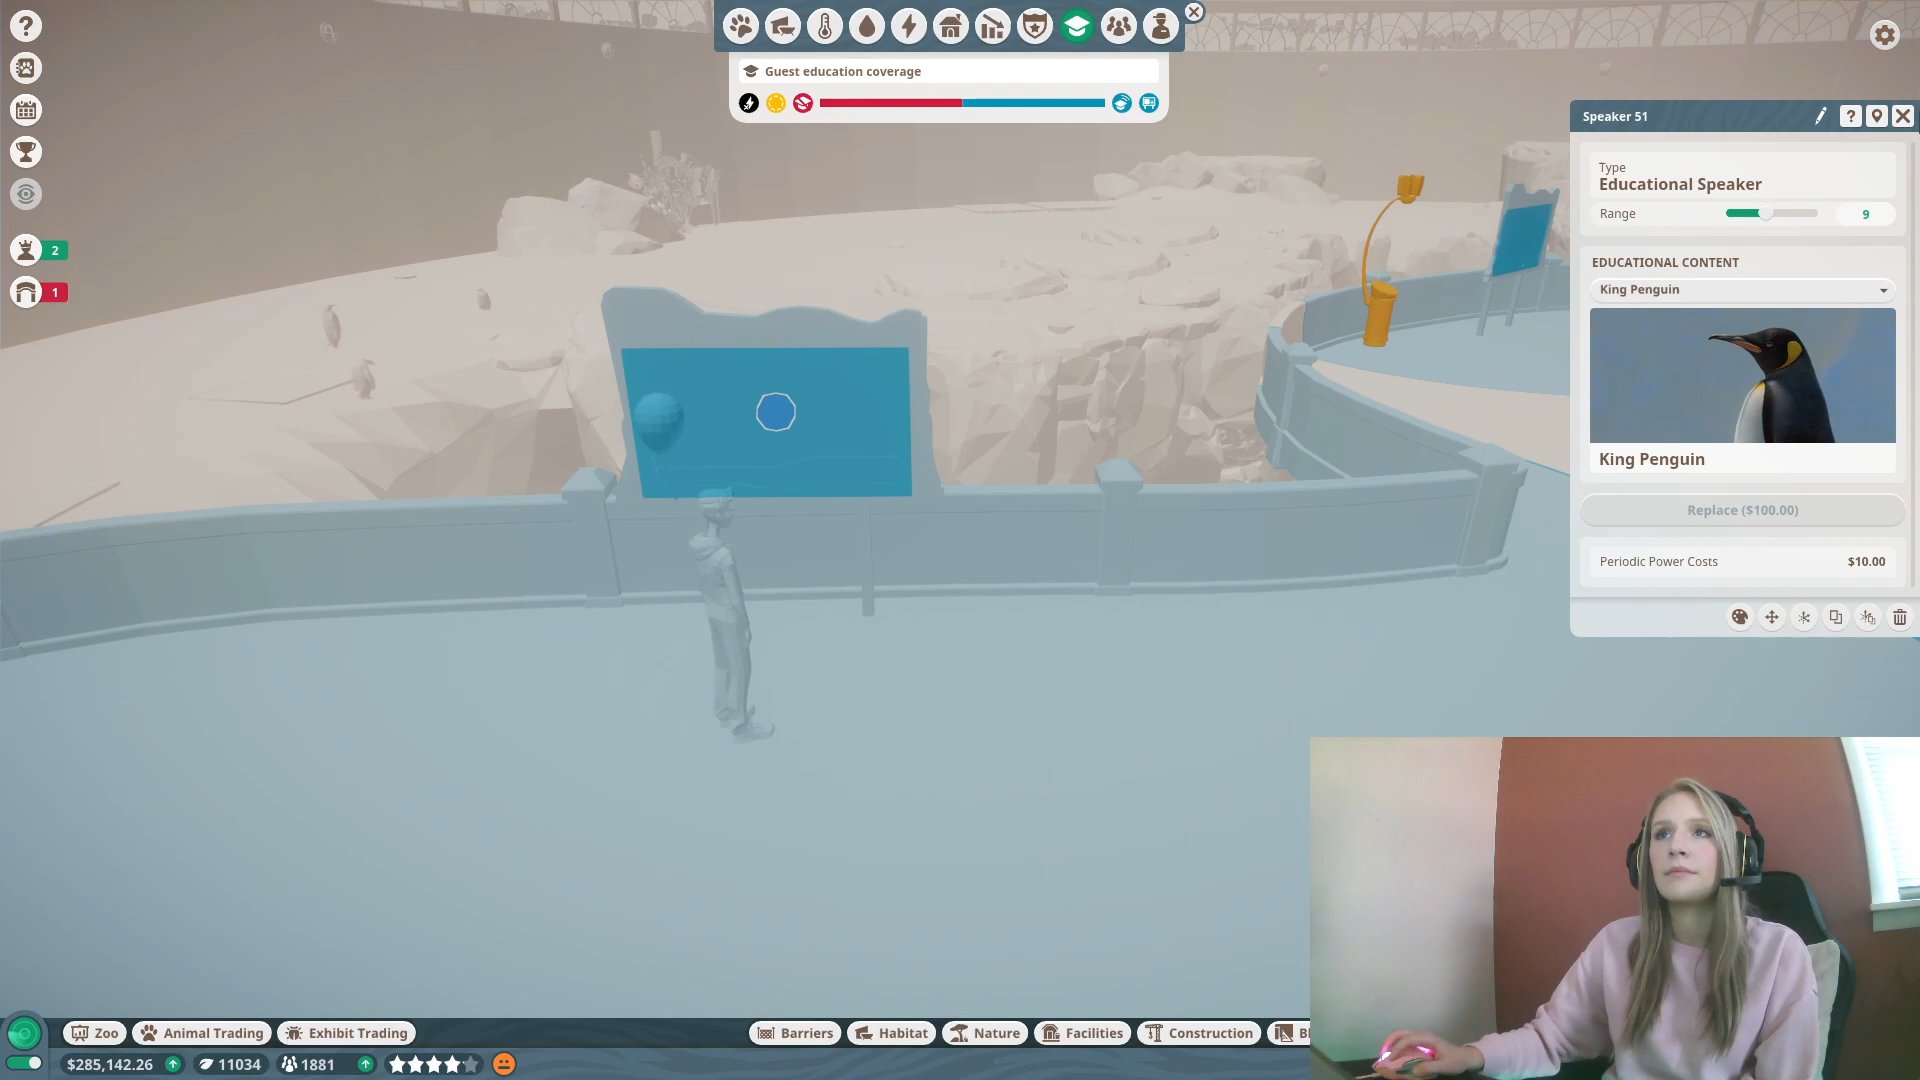 ?
Guest education coverage
2
1
Speaker 51
?
Type
Educational Speaker
Range
9
EDUCATIONAL CONTENT
King Penguin
King Penguin
Replace ($100.00)
Periodic Power Costs
$10.00
Zoo
Animal Trading
Exhibit Trading
Barriers
Habitat
Nature
Facilities
Construction
Bl
$285,142.26
11034
1881